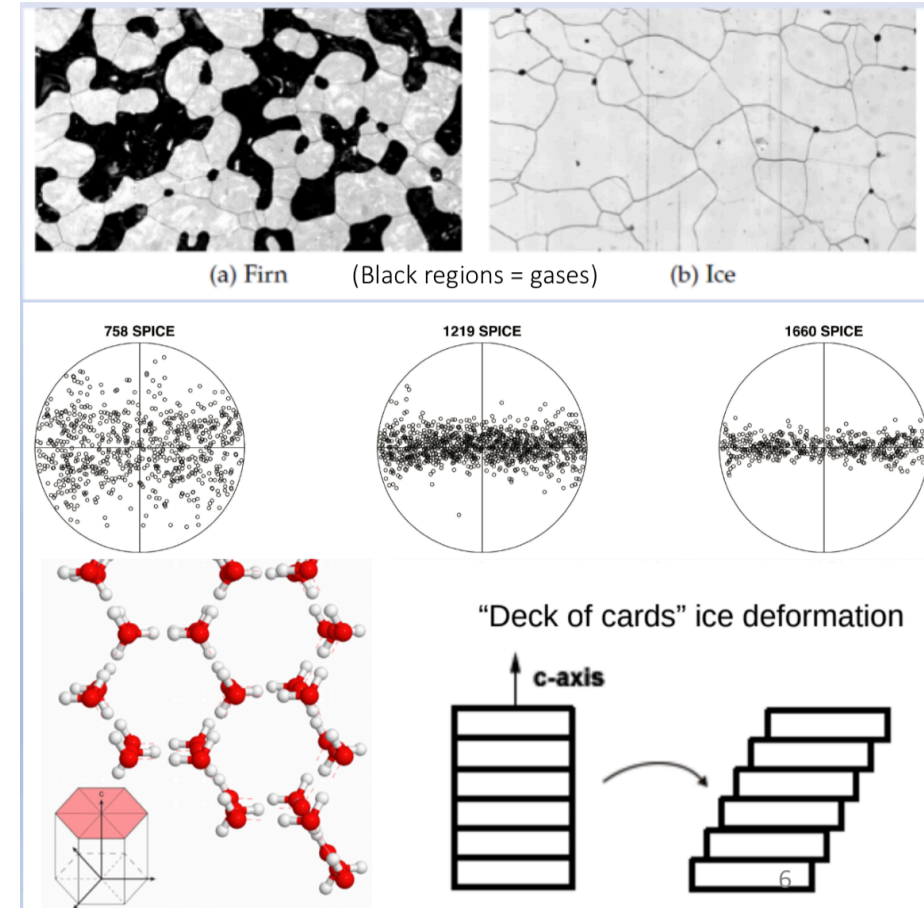 (a) Firn (Black regions = gases) (b) Ice
758 SPICE 1219 SPICE 1660 SPICE
"Deck of cards" ice deformation
c-axis
c
6